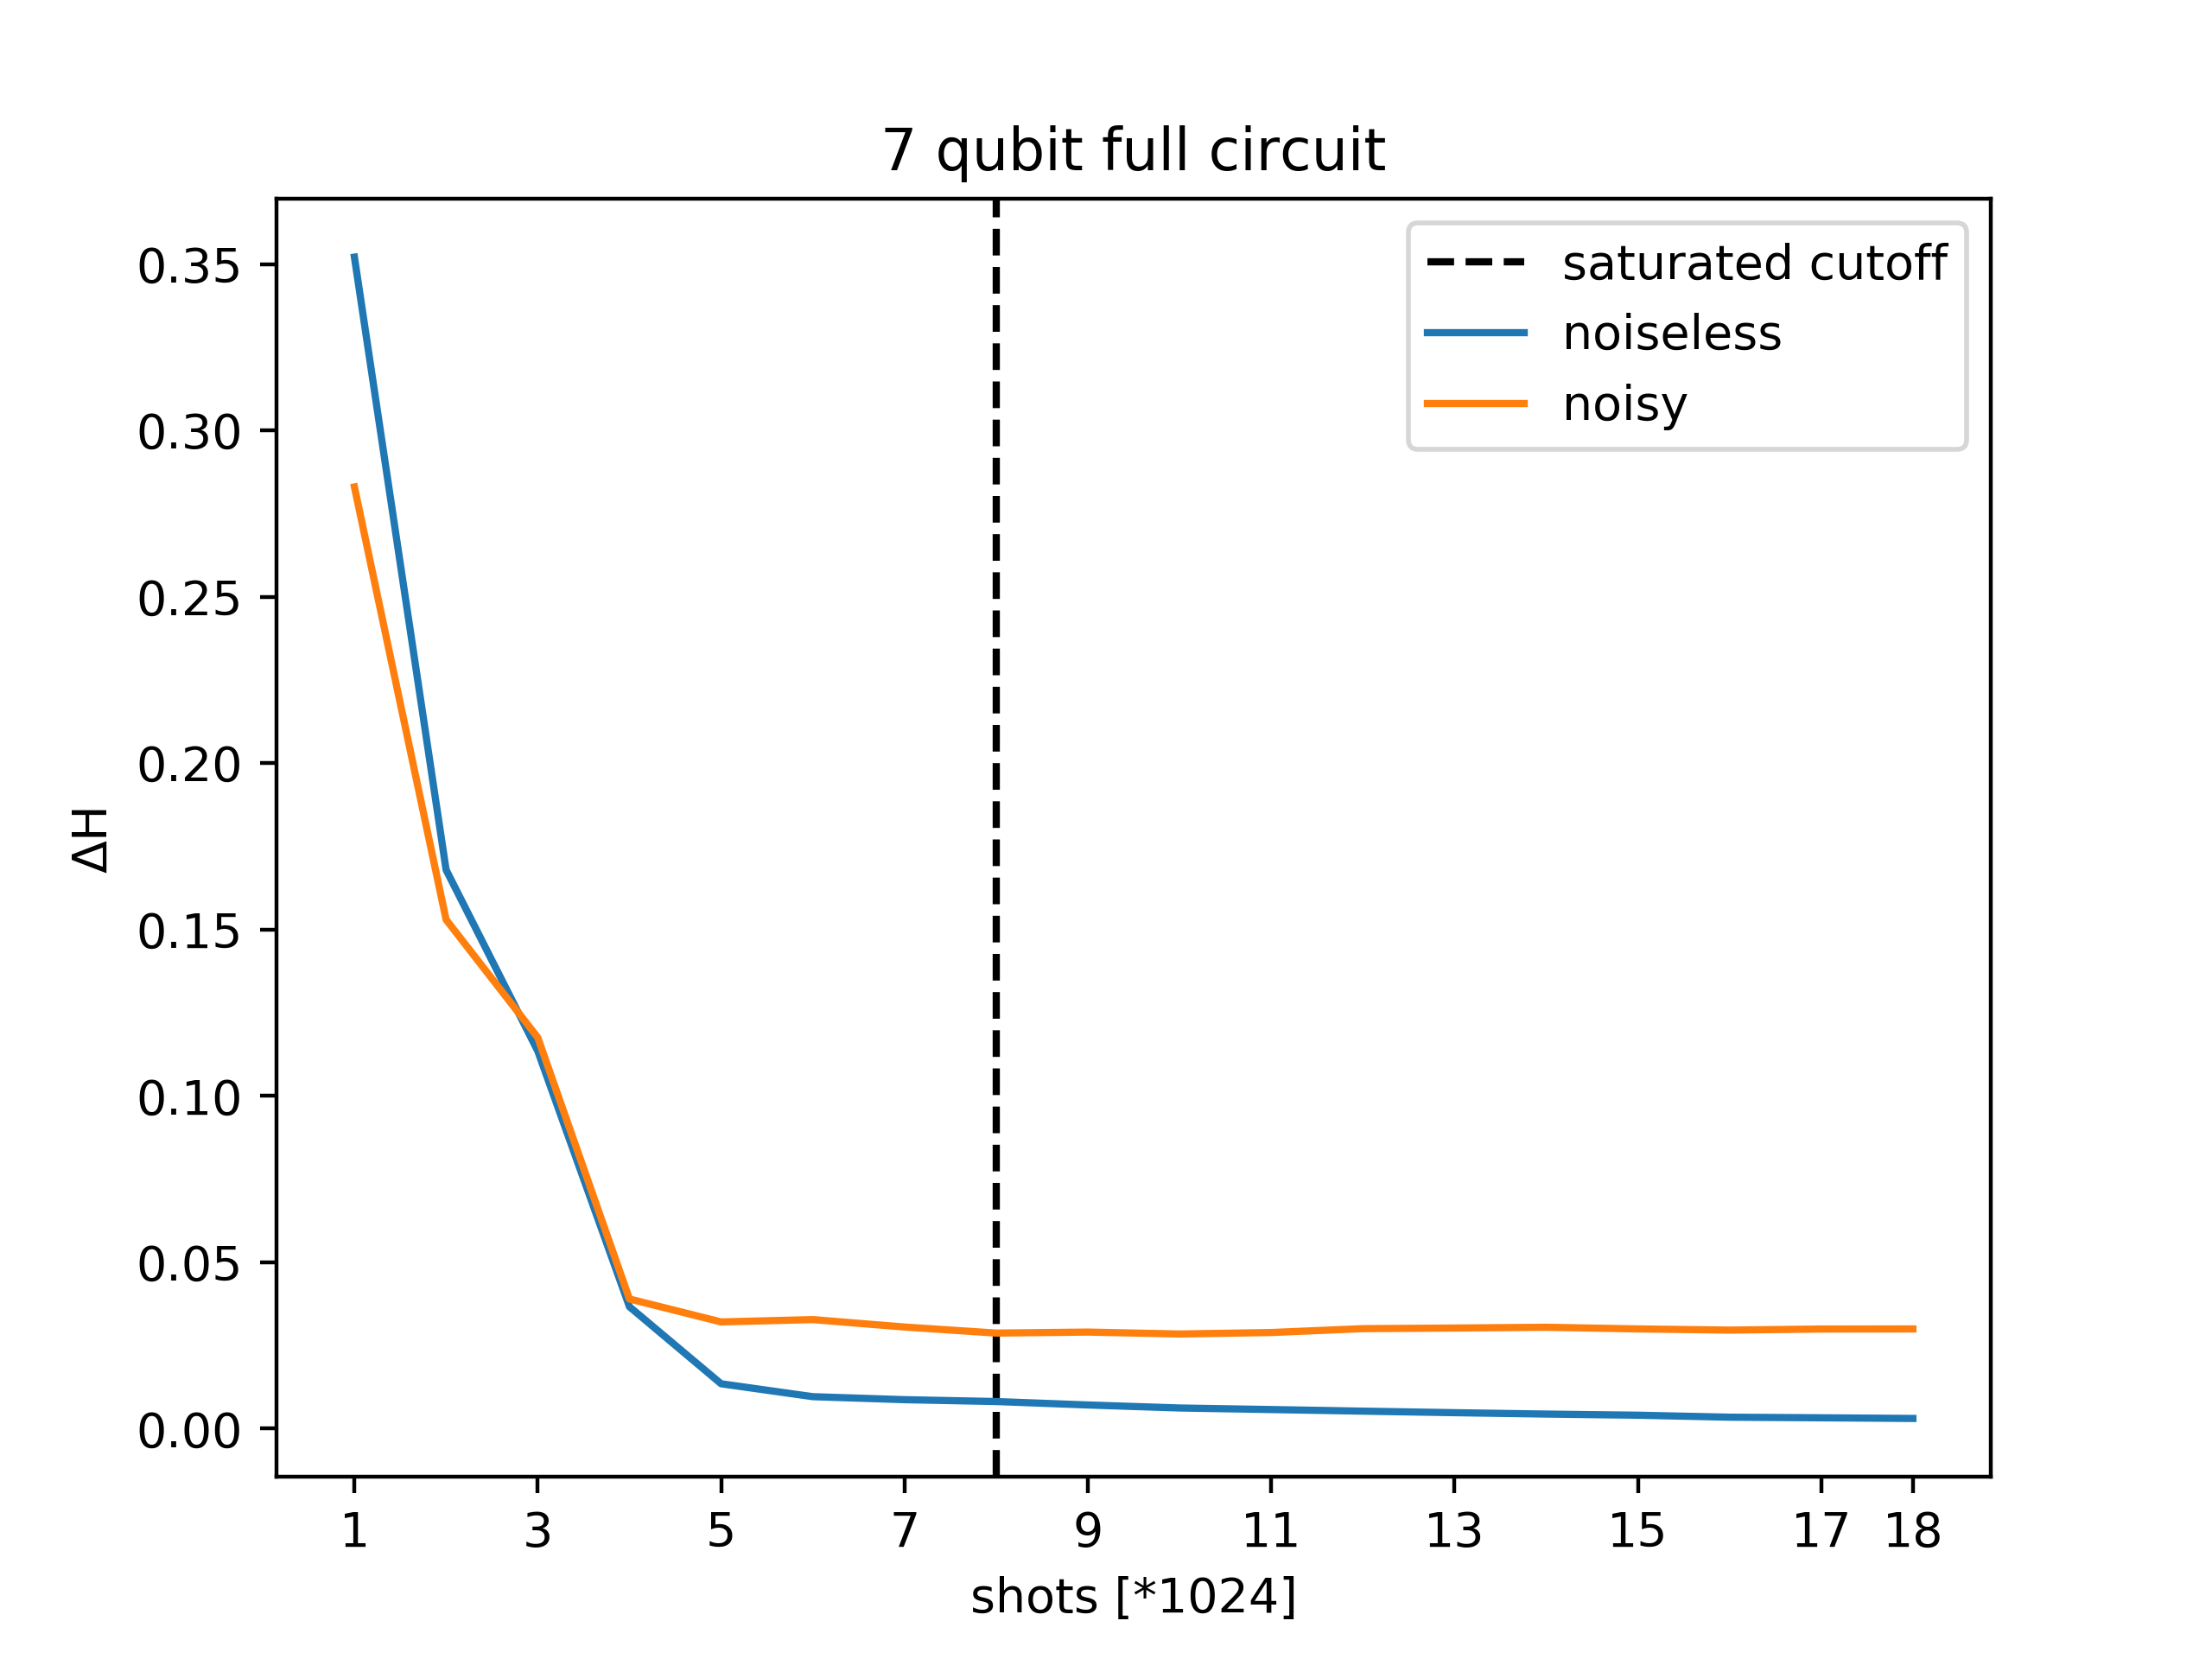 7 qubit full circuit
saturated cutoff
noiseless
noisy
0.35
0.30
0.25
0.20
0.15
0.10
0.05
0.00
ΔH
1 3 5 7 9 11 13 15 17 18
shots [*1024]